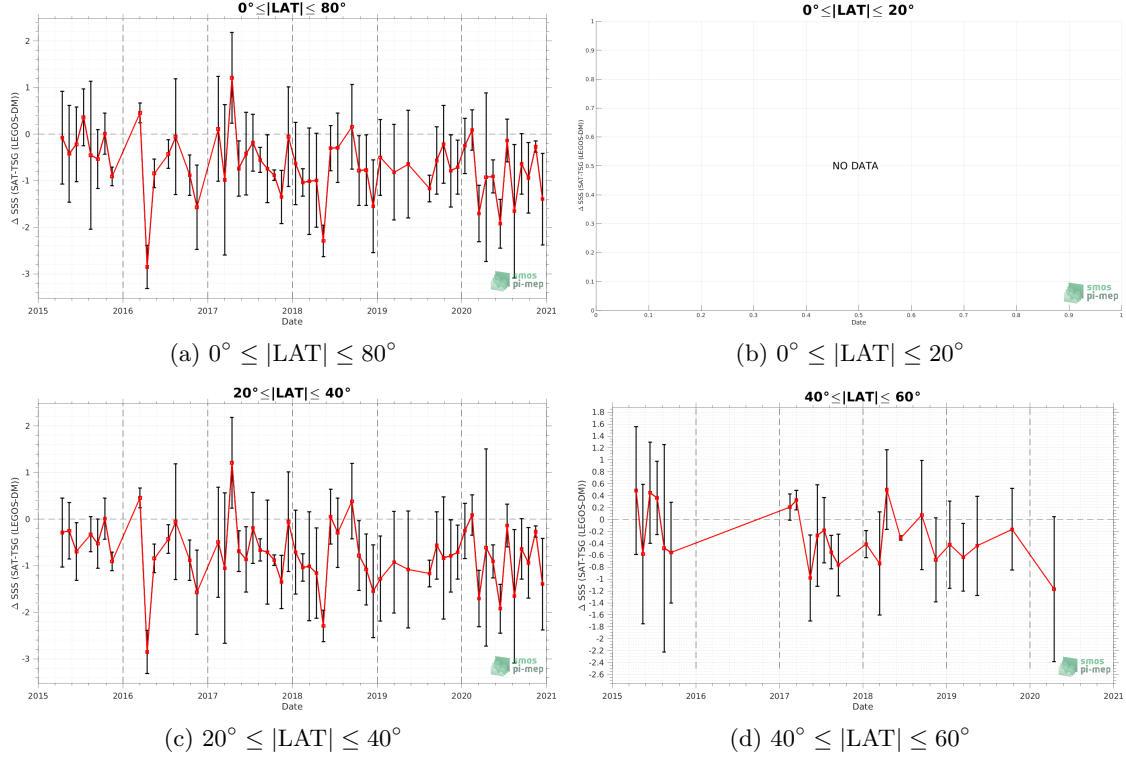 0°≤|LAT|≤ 80°
Δ SSS (SAT-TSG (LEGOS-DM))
2
1
0
-1
-2
-3
2015 2016 2017 2018 2019 2020 2021
Date
smos
pi-mep
(a) 0° ≤ |LAT| ≤ 80°
0°≤|LAT|≤ 20°
Δ SSS (SAT-TSG (LEGOS-DM))
1
0.9
0.8
0.7
0.6
0.5
0.4
0.3
0.2
0.1
0
NO DATA
0 0.1 0.2 0.3 0.4 0.5 0.6 0.7 0.8 0.9 1
Date
smos
pi-mep
(b) 0° ≤ |LAT| ≤ 20°
20°≤|LAT|≤ 40°
Δ SSS (SAT-TSG (LEGOS-DM))
2
1
0
-1
-2
-3
2015 2016 2017 2018 2019 2020 2021
Date
smos
pi-mep
(c) 20° ≤ |LAT| ≤ 40°
40°≤|LAT|≤ 60°
Δ SSS (SAT-TSG (LEGOS-DM))
1.8
1.6
1.4
1.2
1
0.8
0.6
0.4
0.2
0
-0.2
-0.4
-0.6
-0.8
-1
-1.2
-1.4
-1.6
-1.8
-2
-2.2
-2.4
-2.6
2015 2016 2017 2018 2019 2020 2021
Date
smos
pi-mep
(d) 40° ≤ |LAT| ≤ 60°